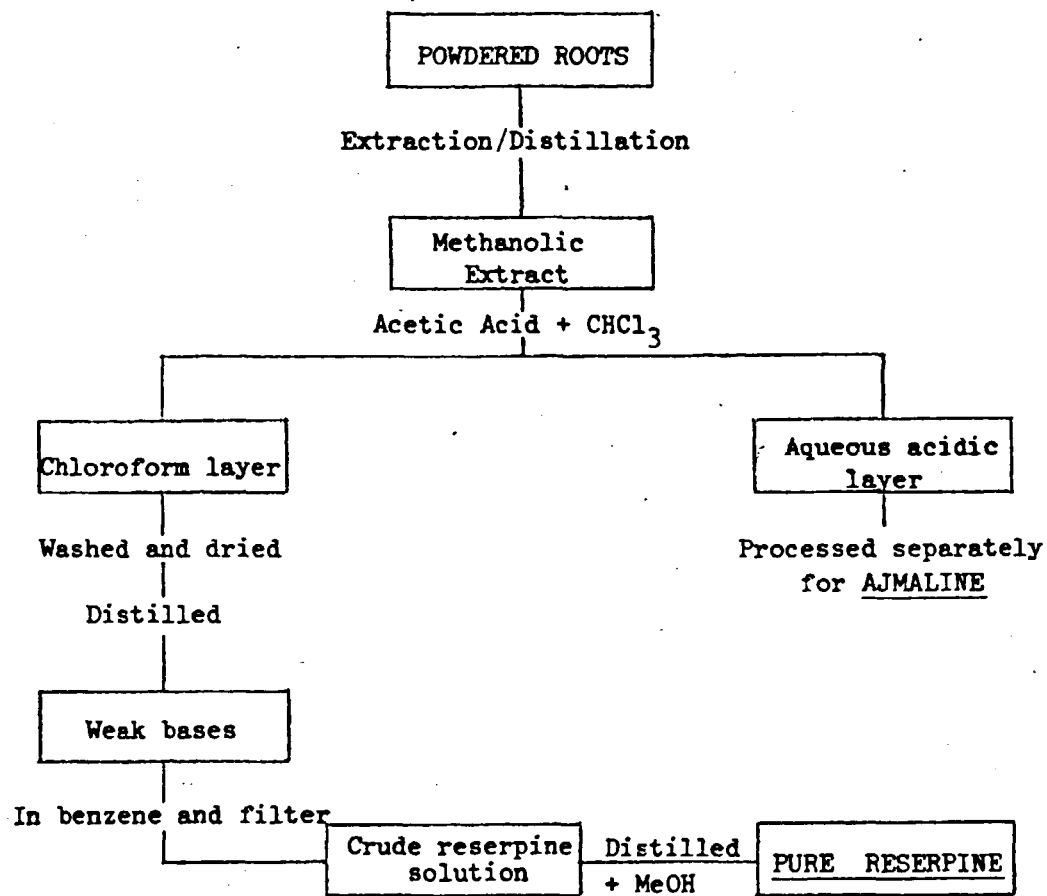 POWDERED ROOTS
Extraction/Distillation
Methanolic
Extract
Acetic Acid + CHCl3
Chloroform layer
Aqueous acidic
layer
Washed and dried
Processed separately
for AJMALINE
Distilled
Weak bases
In benzene and filter
Crude reserpine
solution
Distilled
+ MeOH
PURE RESERPINE